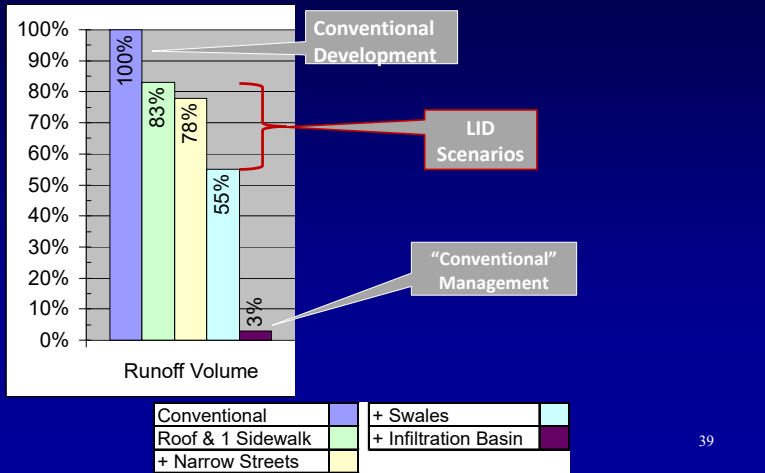 100%
90%
80%
70%
60%
50%
40%
30%
20%
10%
0%
100%
83%
78%
55%
3%
Runoff Volume
Conventional
Development
LID
Scenarios
“Conventional”
Management
Conventional
Roof & 1 Sidewalk
+ Narrow Streets
+ Swales
+ Infiltration Basin
39